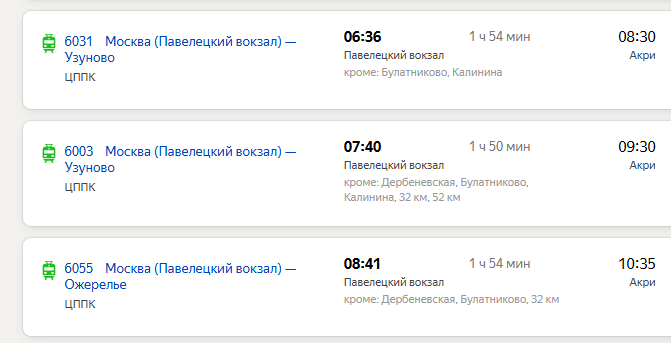 6031 Москва (Павелецкий вокзал) — 06:36 1 ч 54 мин 08:30
Узуново Павелецкий вокзал Акри
ЦППК кроме: Булатниково, Калинина
6003 Москва (Павелецкий вокзал) — 07:40 1 ч 50 мин 09:30
Узуново Павелецкий вокзал Акри
ЦППК кроме: Дербеневская, Булатниково,
Калинина, 32 км, 52 км
6055 Москва (Павелецкий вокзал) — 08:41 1 ч 54 мин 10:35
Ожерелье Павелецкий вокзал Акри
ЦППК кроме: Дербеневская, Булатниково, 32 км